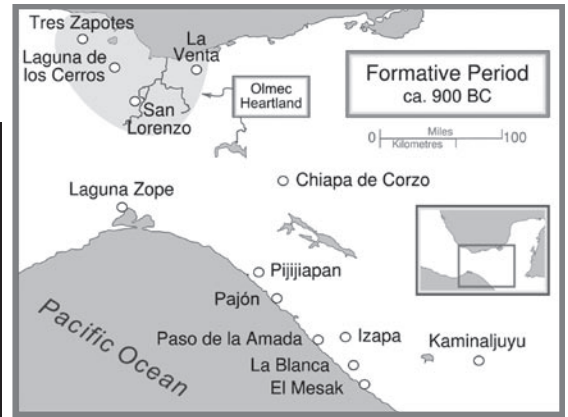 Tres Zapotes
La
Venta
Laguna de
los Cerros
San
Lorenzo
Olmec
Heartland
Formative Period
ca. 900 BC
0 Miles 100
Kilometres
Chiapa de Corzo
Laguna Zope
Pijijiapan
Pajón
Pacific Ocean
Paso de la Amada
Izapa
Kaminaljuyu
La Blanca
El Mesak